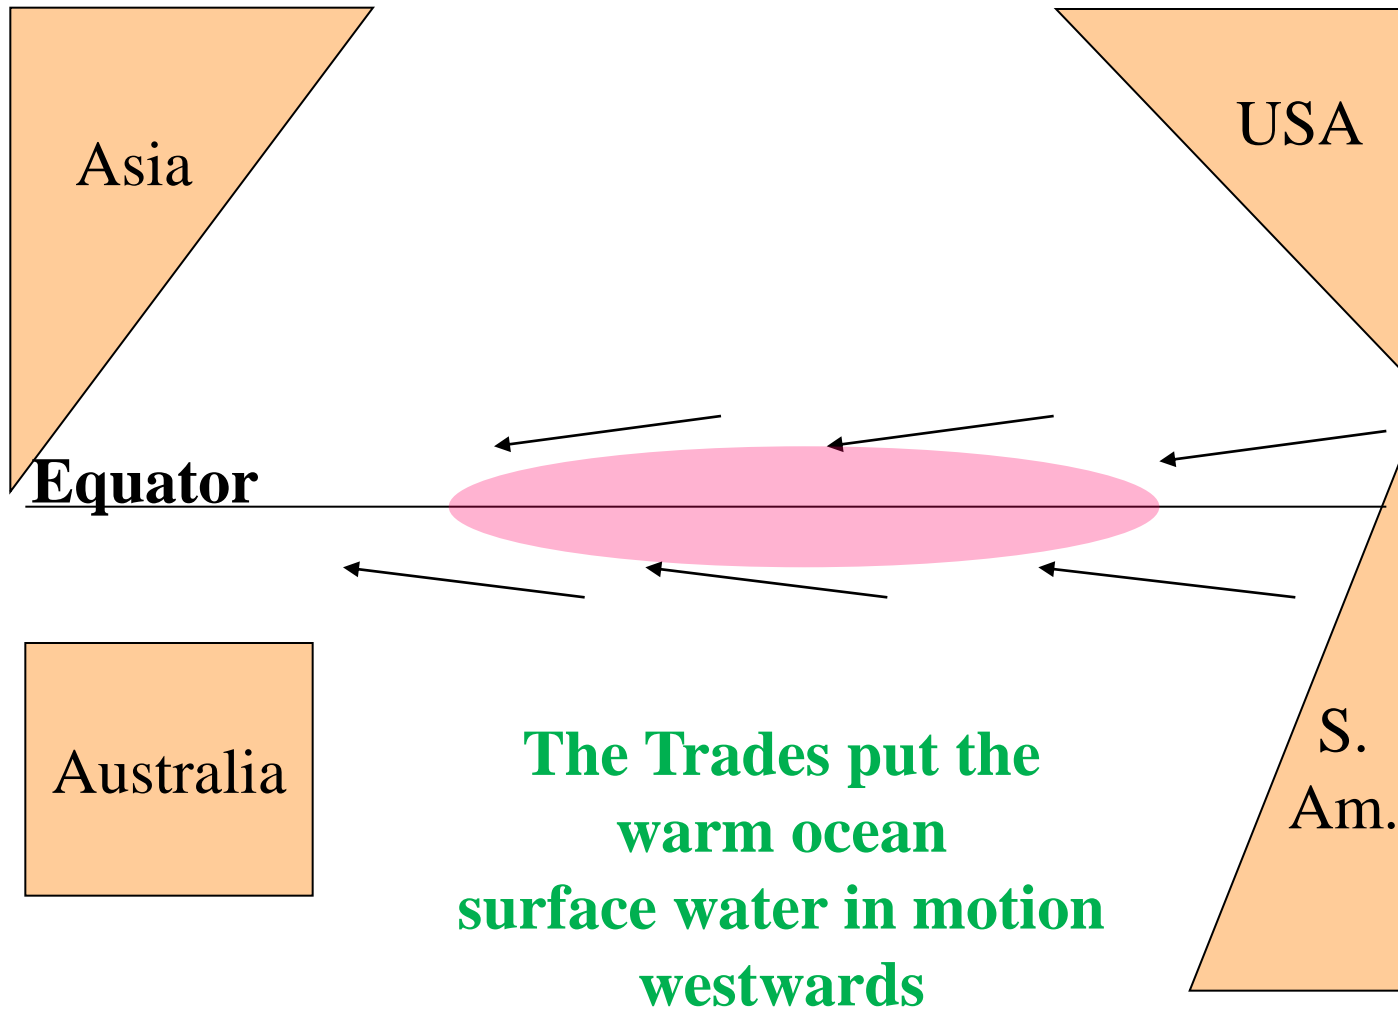 USA
Asia
Equator
S.
Am.
Australia
The Trades put the
warm ocean
surface water in motion
westwards